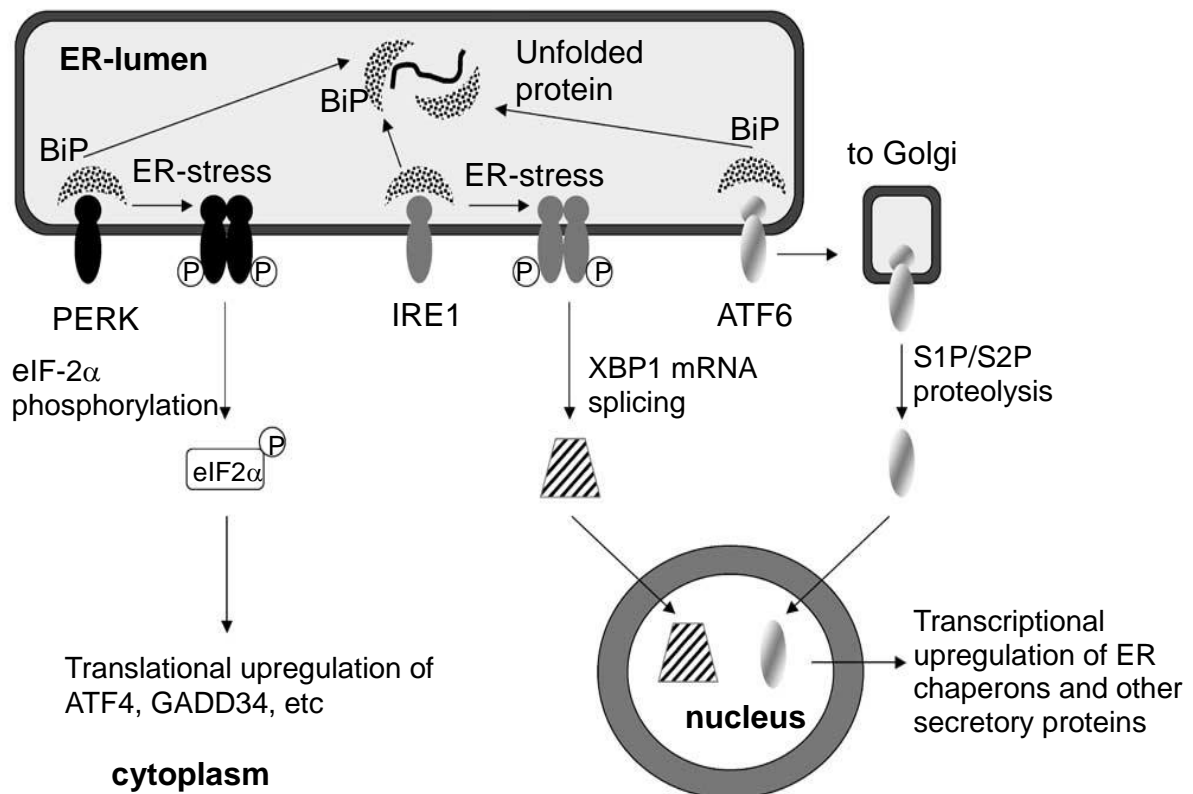 ER-lumen
Unfolded
protein
BiP
BiP
BiP
to Golgi
ER-stress
ER-stress
P
P
P
P
PERK
IRE1
ATF6
eIF-2α
phosphorylation
XBP1 mRNA
splicing
S1P/S2P
proteolysis
P
eIF2α
Translational upregulation of
ATF4, GADD34, etc
Transcriptional
upregulation of ER
chaperons and other
secretory proteins
nucleus
cytoplasm